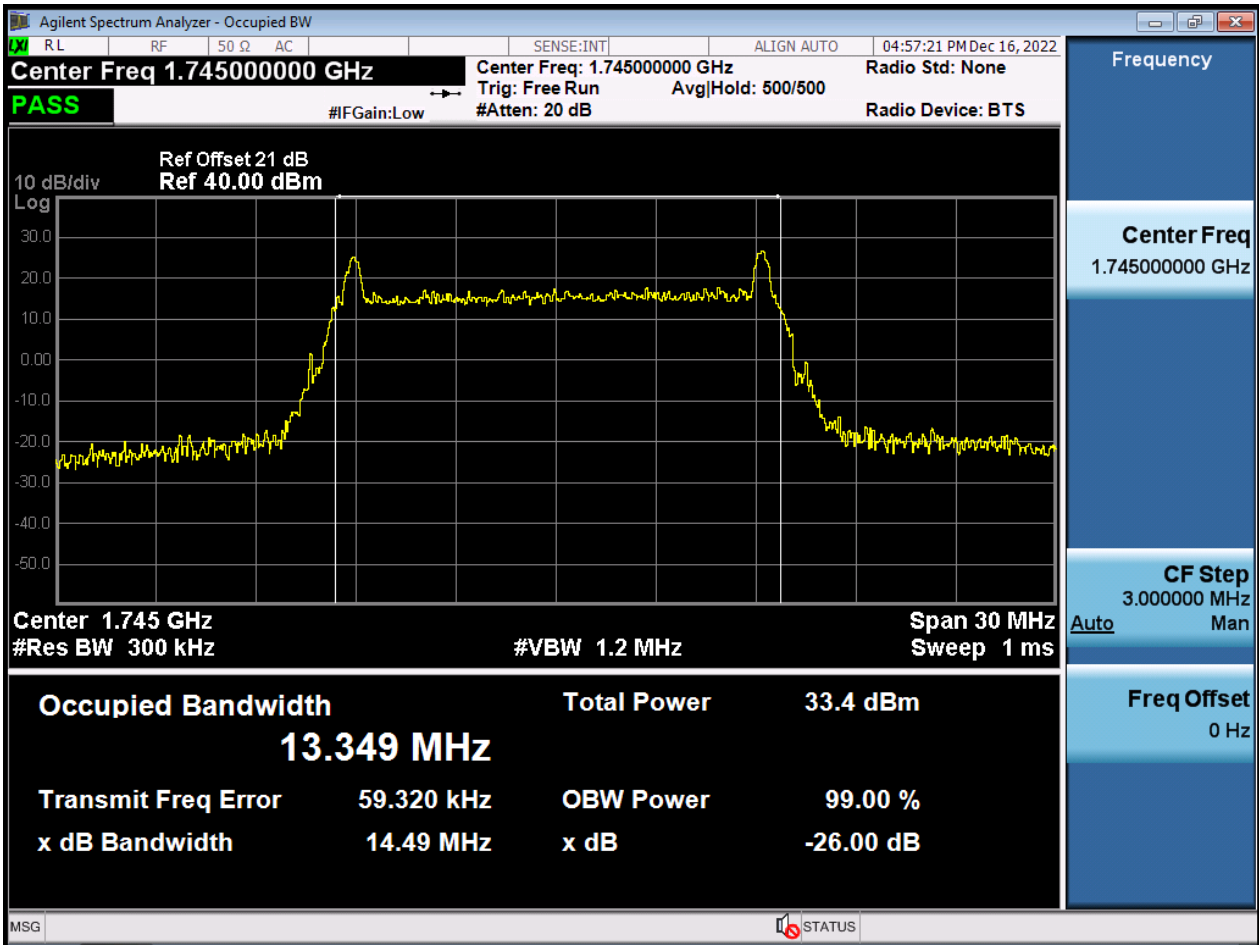 Agilent Spectrum Analyzer - Occupied BW
LXI RL RF 50 Ω AC SENSE:INT ALIGN AUTO 04:57:21 PM Dec 16, 2022
Center Freq 1.745000000 GHz
PASS
#IFGain:Low
Center Freq: 1.745000000 GHz
Trig: Free Run Avg|Hold: 500/500
#Atten: 20 dB
Radio Std: None
Radio Device: BTS
Ref Offset 21 dB
10 dB/div Ref 40.00 dBm
Log
30.0
20.0
10.0
0.00
-10.0
-20.0
-30.0
-40.0
-50.0
Center 1.745 GHz Span 30 MHz
#Res BW 300 kHz #VBW 1.2 MHz Sweep 1 ms
Occupied Bandwidth Total Power 33.4 dBm
13.349 MHz
Transmit Freq Error 59.320 kHz OBW Power 99.00 %
x dB Bandwidth 14.49 MHz x dB -26.00 dB
MSG STATUS
Frequency
Center Freq
1.745000000 GHz
CF Step
3.000000 MHz
Auto Man
Freq Offset
0 Hz